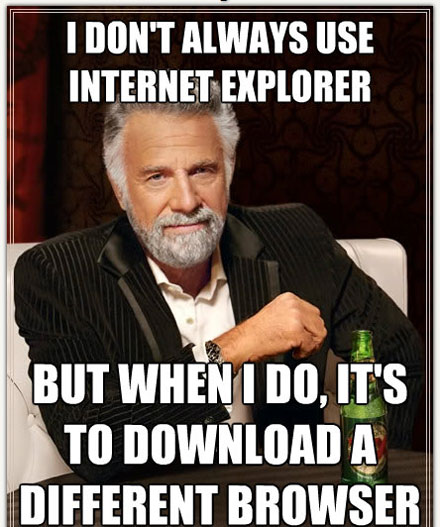 I DON'T ALWAYS USE
INTERNET EXPLORER
BUT WHEN I DO, IT'S
TO DOWNLOAD A
DIFFERENT BROWSER